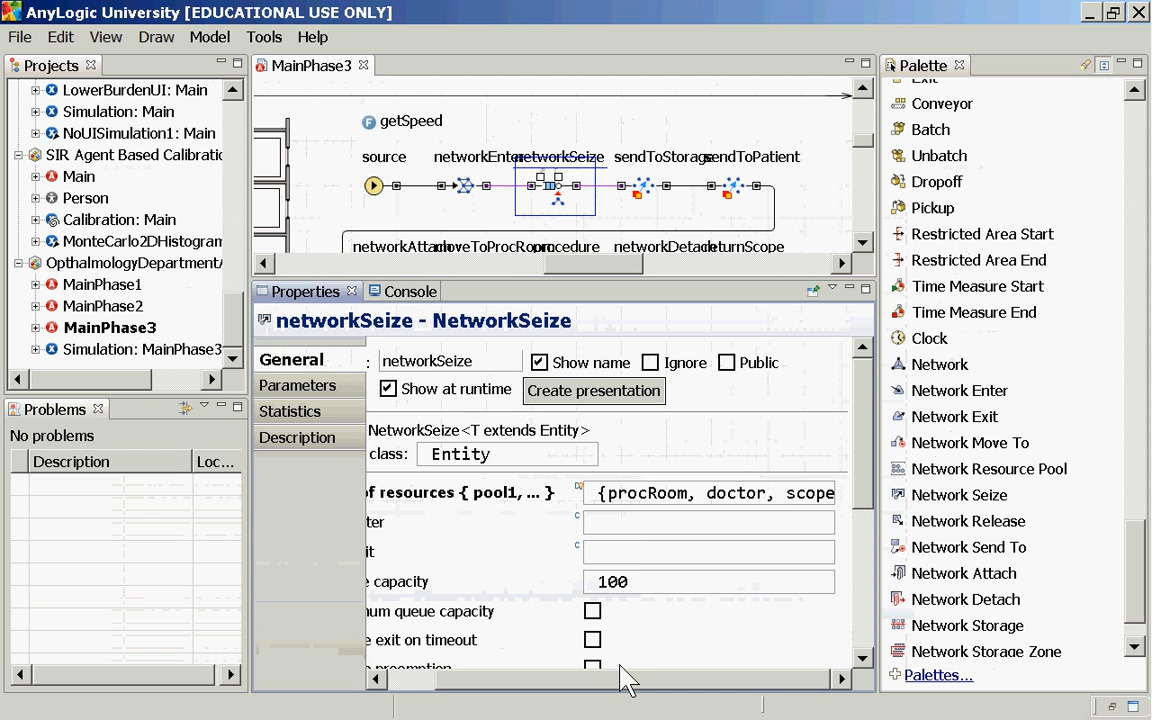 AnyLogic University [EDUCATIONAL USE ONLY]
File Edit View Draw Model Tools Help
Projects
LowerBurdenUI: Main
Simulation: Main
NoUISimulation1: Main
SIR Agent Based Calibratic
Main
Person
Calibration: Main
MonteCarlo2DHistogram
OpthalmologyDepartmentA
MainPhase1
MainPhase2
MainPhase3
Simulation: MainPhase3
Problems
No problems
Description Loc...
MainPhase3
getSpeed
source networkEnter networkSeize sendToStorage sendToPatient
networkAttach moveToProcRoom procedure networkDetach returnScope
Properties Console
networkSeize - NetworkSeize
General
Parameters
Statistics
Description
: networkSeize Show name Ignore Public
Show at runtime Create presentation
NetworkSeize<T extends Entity>
class: Entity
of resources { pool1, ... } {procRoom, doctor, scope
ter
it
e capacity 100
num queue capacity
e exit on timeout
e preemption
Palette
Exit
Conveyor
Batch
Unbatch
Dropoff
Pickup
Restricted Area Start
Restricted Area End
Time Measure Start
Time Measure End
Clock
Network
Network Enter
Network Exit
Network Move To
Network Resource Pool
Network Seize
Network Release
Network Send To
Network Attach
Network Detach
Network Storage
Network Storage Zone
Palettes...